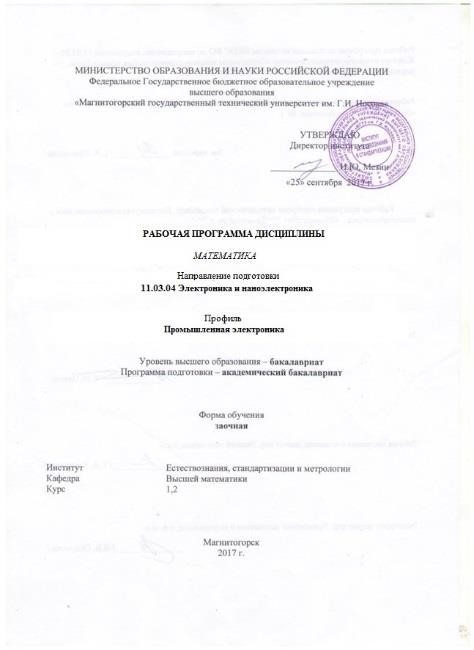 МИНИСТЕРСТВО ОБРАЗОВАНИЯ И НАУКИ РОССИЙСКОЙ ФЕДЕРАЦИИ
Федеральное Государственное бюджетное образовательное учреждение
высшего образования
«Магнитогорский государственный технический университет им. Г.И. Носова»
УТВЕРЖДАЮ
Директор института
И.Ю. Мезин
«25» сентября 2017 г.
РАБОЧАЯ ПРОГРАММА ДИСЦИПЛИНЫ
МАТЕМАТИКА
Направление подготовки
11.03.04 Электроника и наноэлектроника
Профиль
Промышленная электроника
Уровень высшего образования – бакалавриат
Программа подготовки – академический бакалавриат
Форма обучения
заочная
Институт Естествознания, стандартизации и метрологии
Кафедра Высшей математики
Курс 1,2
Магнитогорск
2017 г.